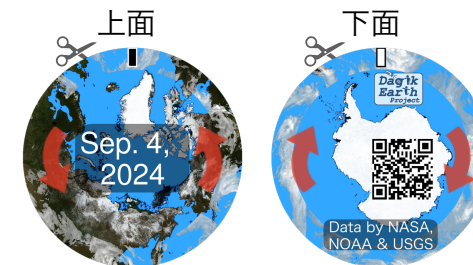 上面
下面
Sep. 4,
2024
Dagik
Earth
Project
Data by NASA,
NOAA & USGS